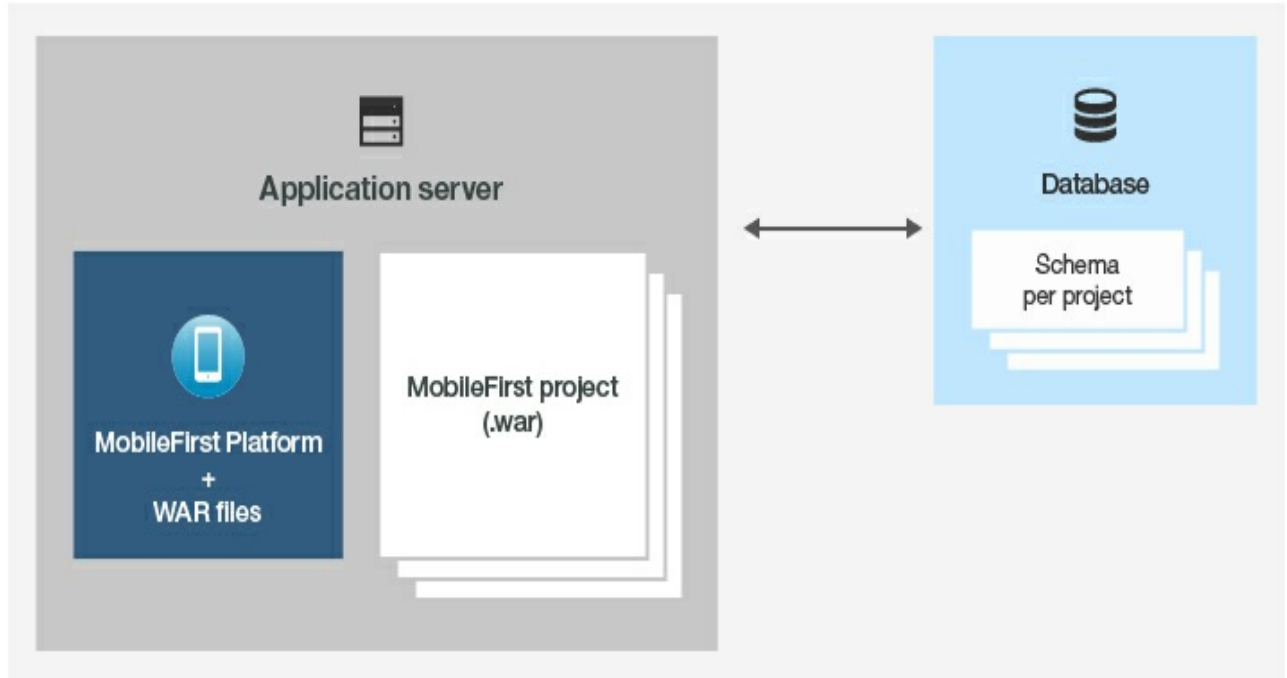 Application server
MobileFirst Platform
+
WAR files
MobileFirst project
(.war)
Database
Schema
per project